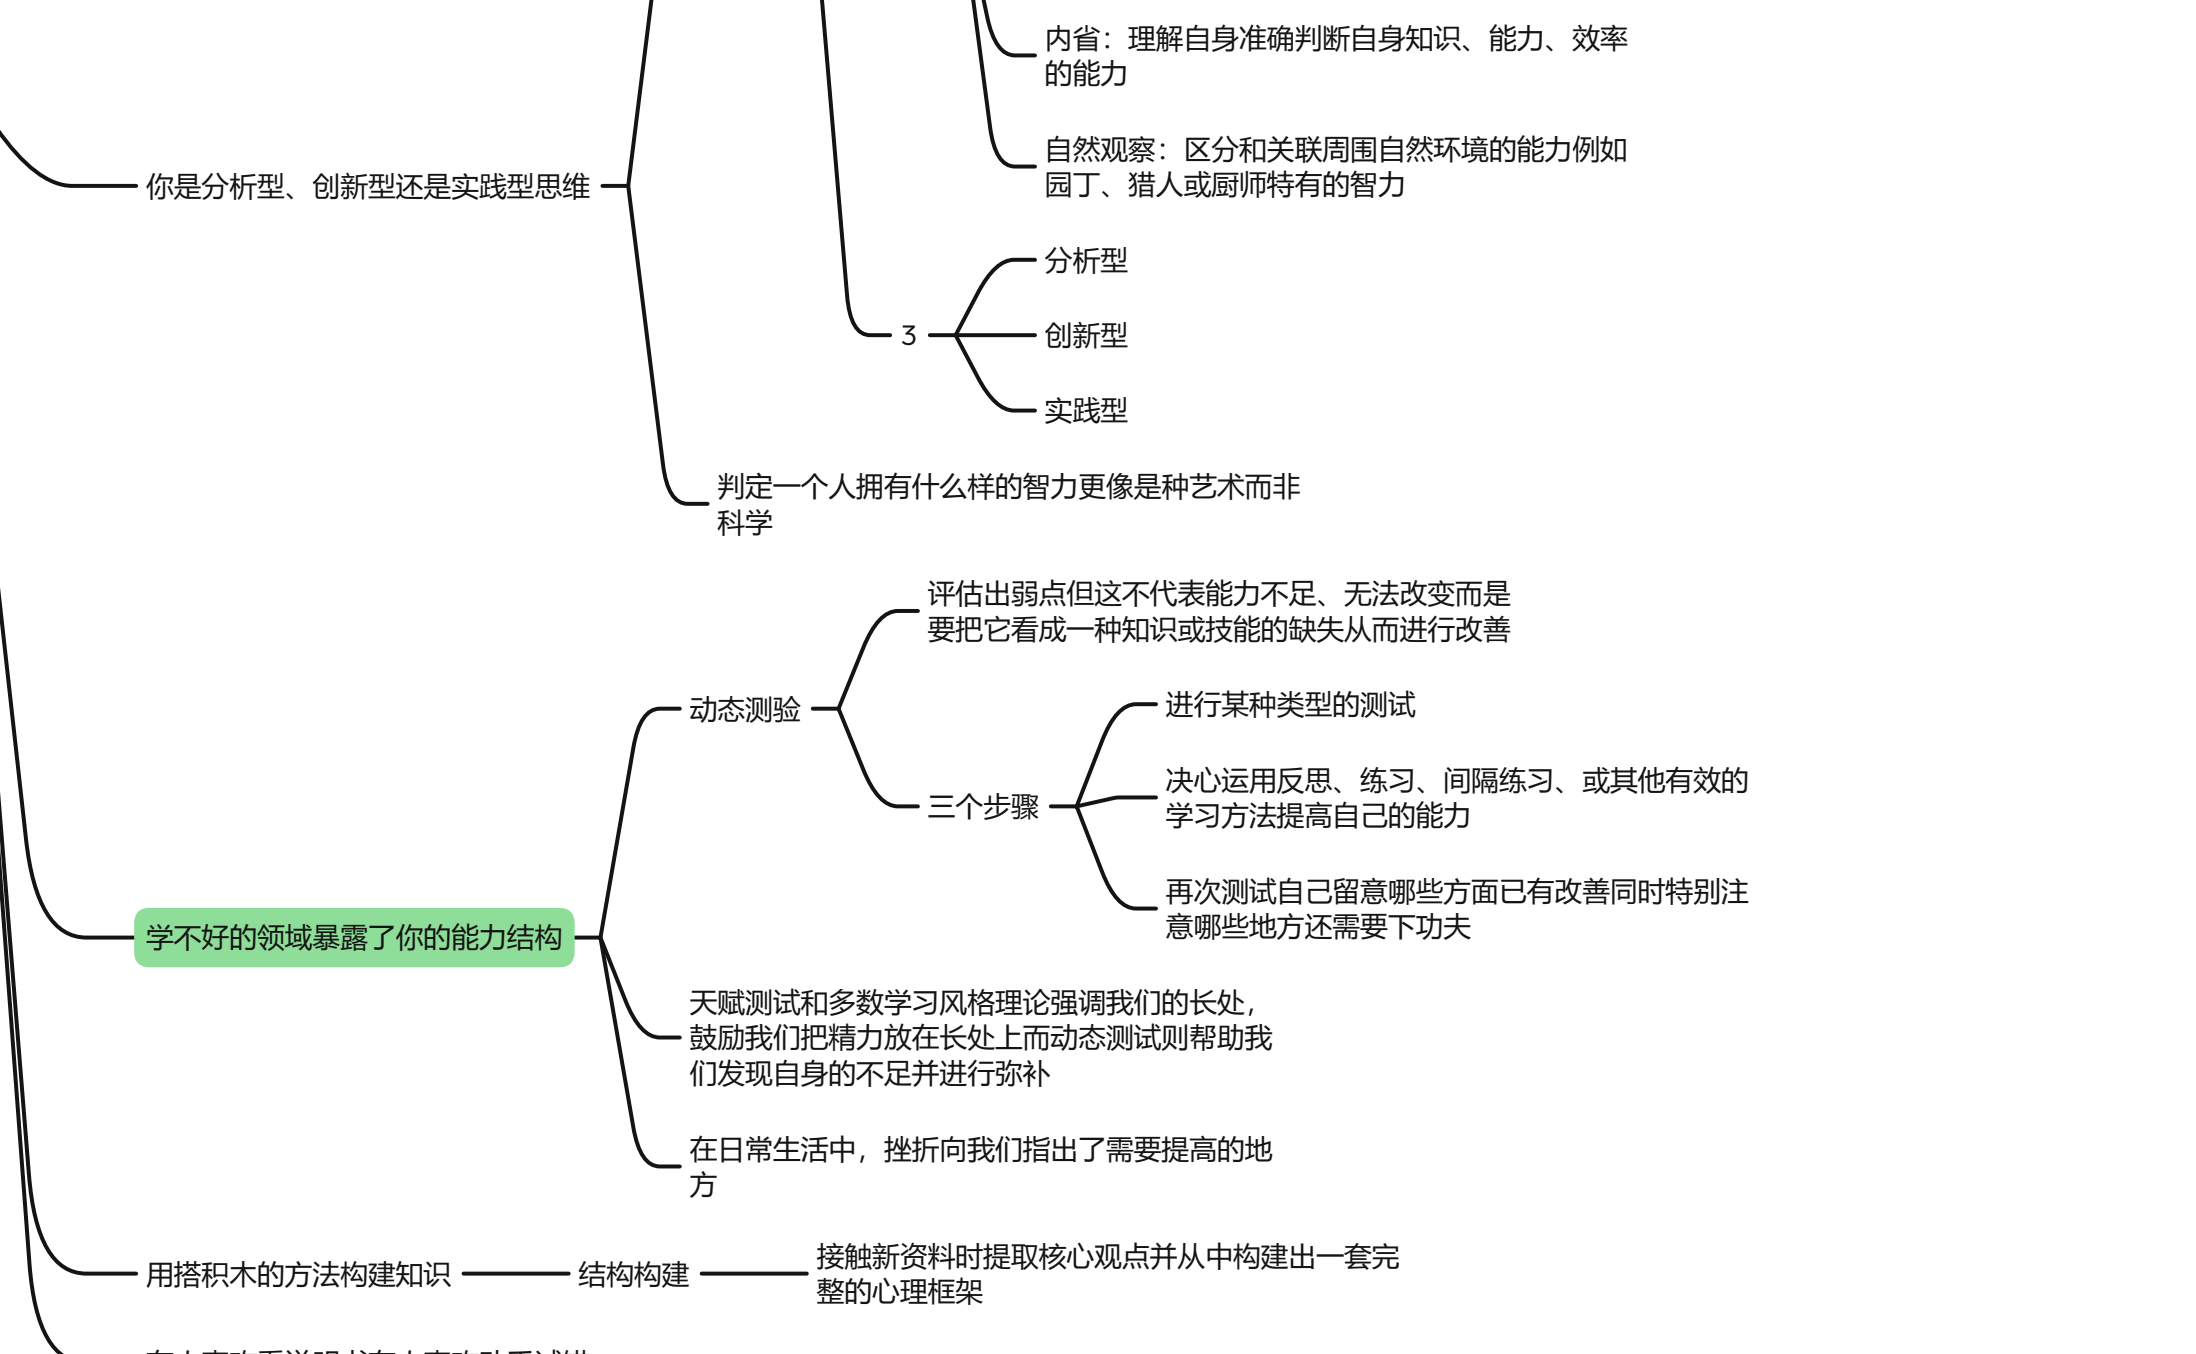 内省：理解自身准确判断自身知识、能力、效率
的能力
自然观察：区分和关联周围自然环境的能力例如
园丁、猎人或厨师特有的智力
你是分析型、创新型还是实践型思维
分析型
3
创新型
实践型
判定一个人拥有什么样的智力更像是种艺术而非
科学
评估出弱点但这不代表能力不足、无法改变而是
要把它看成一种知识或技能的缺失从而进行改善
动态测验
进行某种类型的测试
三个步骤
决心运用反思、练习、间隔练习、或其他有效的
学习方法提高自己的能力
再次测试自己留意哪些方面已有改善同时特别注
意哪些地方还需要下功夫
学不好的领域暴露了你的能力结构
天赋测试和多数学习风格理论强调我们的长处，
鼓励我们把精力放在长处上而动态测试则帮助我
们发现自身的不足并进行弥补
在日常生活中，挫折向我们指出了需要提高的地
方
用搭积木的方法构建知识
结构构建
接触新资料时提取核心观点并从中构建出一套完
整的心理框架